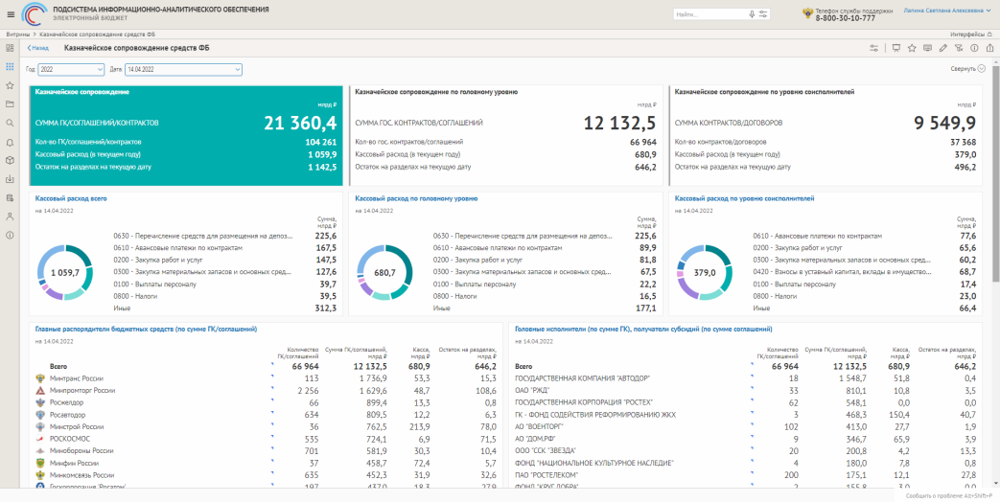 ПОДСИСТЕМА ИНФОРМАЦИОННО-АНАЛИТИЧЕСКОГО ОБЕСПЕЧЕНИЯ
ЭЛЕКТРОННЫЙ БЮДЖЕТ
Найти...
Телефон службы поддержки
8-800-30-10-777
Лапина Светлана Алексеевна
Витрины > Казначейское сопровождение средств ФБ
Интерфейсы
Назад Казначейское сопровождение средств ФБ
Год: 2022 Дата: 14.04.2022
Свернуть
Казначейское сопровождение
млрд ₽
СУММА ГК/СОГЛАШЕНИЙ/КОНТРАКТОВ 21 360,4
Кол-во ГК/соглашений/контрактов 104 261
Кассовый расход (в текущем году) 1 059,9
Остаток на разделах на текущую дату 1 142,5
Казначейское сопровождение по головному уровню
млрд ₽
СУММА ГОС. КОНТРАКТОВ/СОГЛАШЕНИЙ 12 132,5
Кол-во гос. контрактов/соглашений 66 964
Кассовый расход (в текущем году) 680,9
Остаток на разделах на текущую дату 646,2
Казначейское сопровождение по уровню соисполнителей
млрд ₽
СУММА КОНТРАКТОВ/ДОГОВОРОВ 9 549,9
Кол-во контрактов/договоров 37 368
Кассовый расход (в текущем году) 379,0
Остаток на разделах на текущую дату 496,2
Кассовый расход всего
на 14.04.2022
Сумма,
млрд ₽
1 059,7
0630 - Перечисление средств для размещения на депоз... 225,6
0610 - Авансовые платежи по контрактам 167,5
0200 - Закупка работ и услуг 147,5
0300 - Закупка материальных запасов и основных сред... 127,6
0100 - Выплаты персоналу 39,7
0800 - Налоги 39,5
Иные 312,3
Кассовый расход по головному уровню
на 14.04.2022
Сумма,
млрд ₽
680,7
0630 - Перечисление средств для размещения на депоз... 225,6
0610 - Авансовые платежи по контрактам 89,9
0200 - Закупка работ и услуг 81,8
0300 - Закупка материальных запасов и основных сред... 67,5
0100 - Выплаты персоналу 22,2
0800 - Налоги 16,5
Иные 177,1
Кассовый расход по уровню соисполнителей
на 14.04.2022
Сумма,
млрд ₽
379,0
0610 - Авансовые платежи по контрактам 77,6
0200 - Закупка работ и услуг 65,6
0300 - Закупка материальных запасов и основных сред... 60,2
0420 - Взносы в уставный капитал, вклады в имущество... 68,7
0100 - Выплаты персоналу 17,4
0800 - Налоги 23,0
Иные 66,4
Главные распорядители бюджетных средств (по сумме ГК/соглашений)
на 14.04.2022
Количество ГК/соглашений Сумма ГК/соглашений, млрд ₽ Касса, млрд ₽ Остаток на разделах, млрд ₽
Всего 66 964 12 132,5 680,9 646,2
Минтранс России 113 1 736,9 53,3 15,3
Минпромторг России 2 256 1 629,6 48,7 108,6
Росжелдор 66 899,4 13,3 0,8
Росавтодор 634 809,5 12,2 6,3
Минстрой России 36 762,5 213,9 78,0
РОСКОСМОС 535 724,1 6,9 71,5
Минобороны России 701 581,9 30,3 10,4
Минфин России 37 458,7 72,4 5,7
Минкомсвязь России 635 452,3 31,9 32,6
Госкорпорация "Росатом" 197 437,0 18,3 27,9
Головные исполнители (по сумме ГК), получатели субсидий (по сумме соглашений)
на 14.04.2022
Количество ГК/соглашений Сумма ГК/соглашений, млрд ₽ Касса, млрд ₽ Остаток на разделах, млрд ₽
Всего 66 964 12 132,5 680,9 646,2
ГОСУДАРСТВЕННАЯ КОМПАНИЯ "АВТОДОР" 18 1 548,7 51,8 0,4
ОАО "РЖД" 33 810,1 10,8 3,5
ГОСУДАРСТВЕННАЯ КОРПОРАЦИЯ "РОСТЕХ" 62 548,1 0,0 0,0
ГК - ФОНД СОДЕЙСТВИЯ РЕФОРМИРОВАНИЮ ЖКХ 3 468,3 150,4 40,7
АО "ВОЕНТОРГ" 102 413,0 27,7 1,9
АО "ДОМ.РФ" 9 346,7 65,9 3,9
ООО "ССК "ЗВЕЗДА" 20 200,8 4,2 13,3
ФОНД "НАЦИОНАЛЬНОЕ КУЛЬТУРНОЕ НАСЛЕДИЕ" 4 180,0 7,8 0,8
ПАО "РОСТЕЛЕКОМ" 200 175,1 12,1 27,8
ФОНД "КРУГ ДОБРА" 2 155,8 3,0 0,0
Сообщить о проблеме Alt+Shift+P